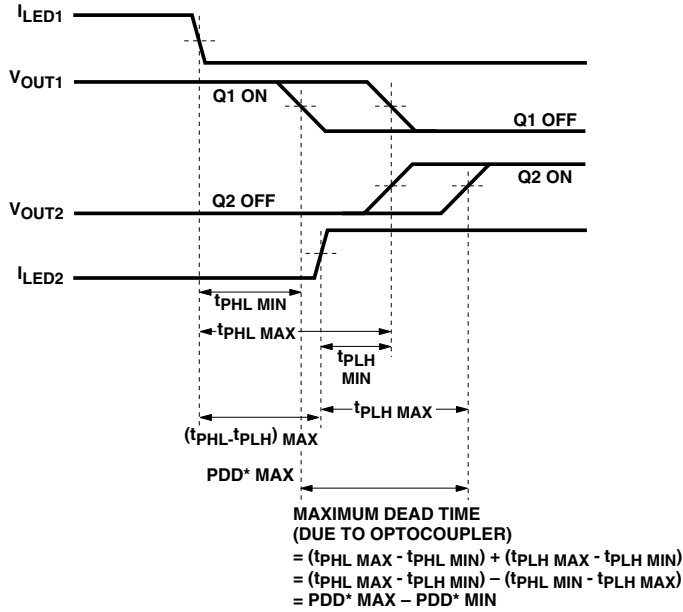 ILED1
VOUT1
Q1 ON
Q1 OFF
Q2 ON
Q2 OFF
VOUT2
ILED2
tPHL MIN
tPHL MAX
tPLH
MIN
tPLH MAX
(tPHL-tPLH) MAX
PDD* MAX
MAXIMUM DEAD TIME
(DUE TO OPTOCOUPLER)
= (tPHL MAX - tPHL MIN) + (tPLH MAX - tPLH MIN)
= (tPHL MAX - tPLH MIN) – (tPHL MIN - tPLH MAX)
= PDD* MAX – PDD* MIN